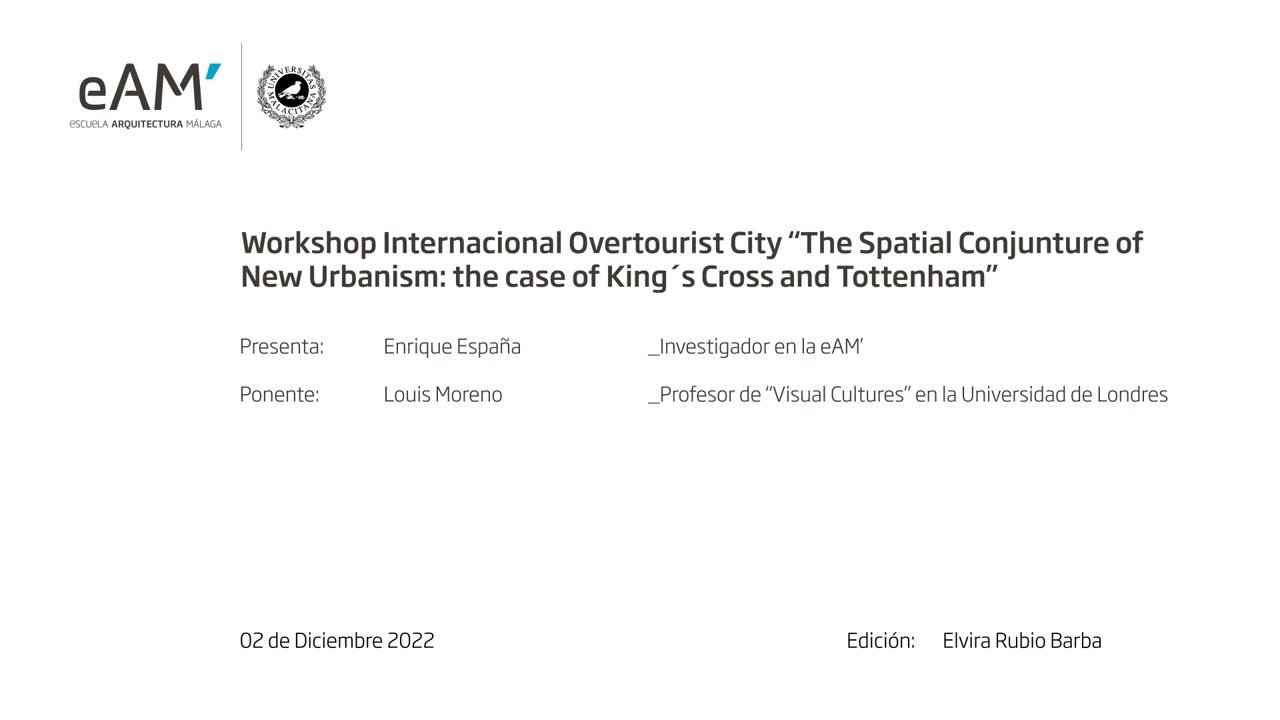 eAM'
escuela ARQUITECTURA MÁLAGA
UNIVERSITAS MALACITANA
Workshop Internacional Overtourist City “The Spatial Conjunture of
New Urbanism: the case of King´s Cross and Tottenham”
Presenta: Enrique España _Investigador en la eAM’
Ponente: Louis Moreno _Profesor de “Visual Cultures” en la Universidad de Londres
02 de Diciembre 2022 Edición: Elvira Rubio Barba